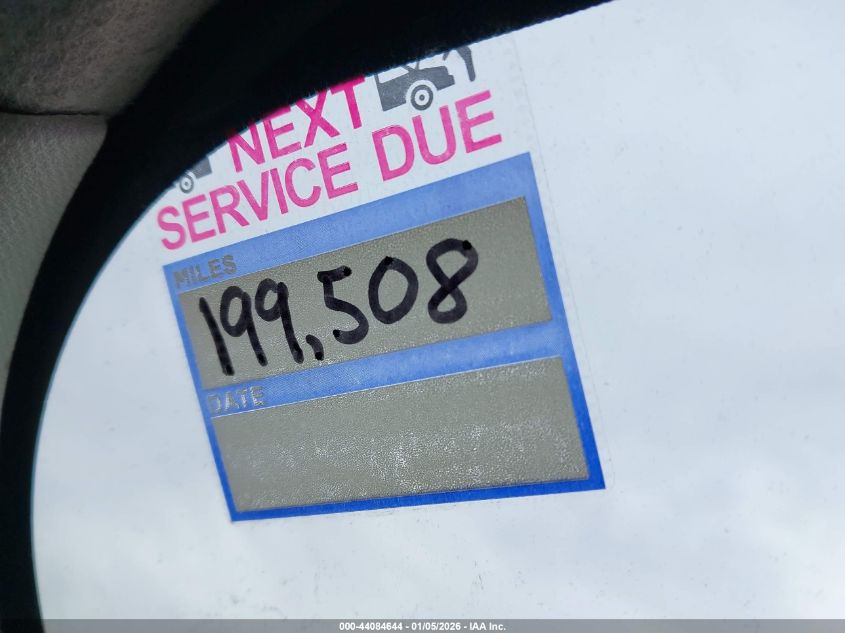 NEXT
SERVICE DUE
MILES
199,508
DATE
000-44084644 - 01/05/2026 - IAA Inc.